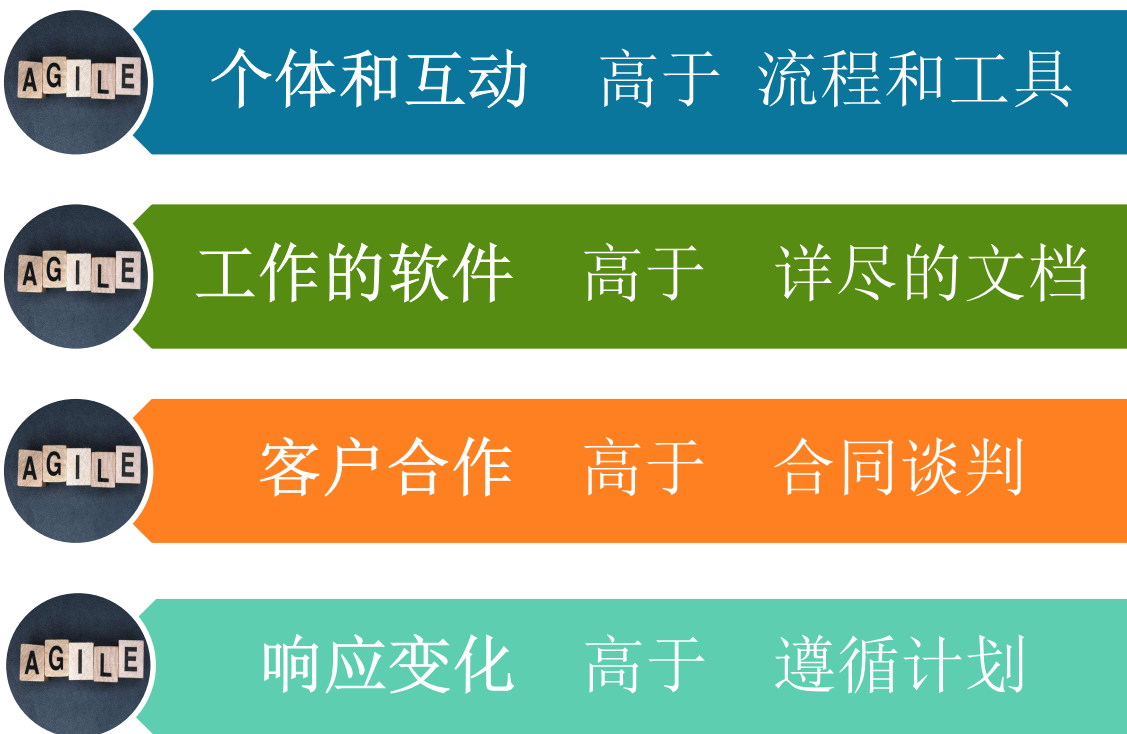 AGILE
个体和互动 高于 流程和工具
AGILE
工作的软件 高于 详尽的文档
AGILE
客户合作 高于 合同谈判
AGILE
响应变化 高于 遵循计划